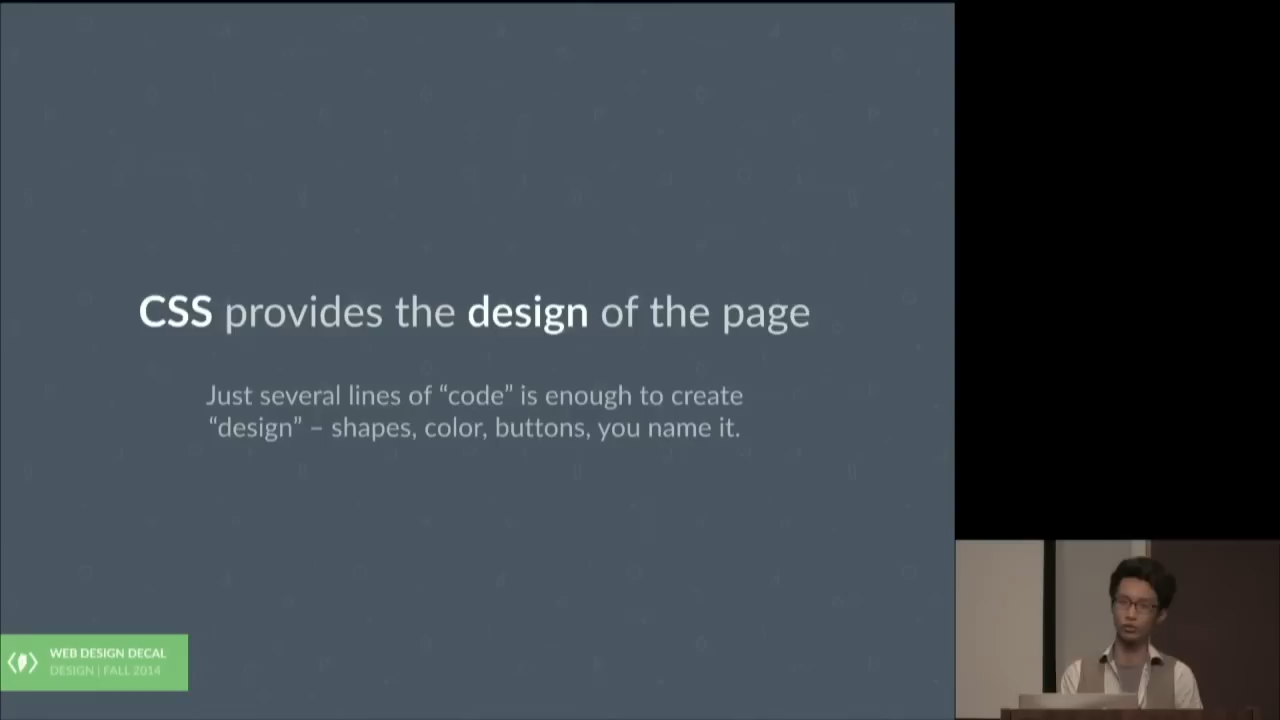 CSS provides the design of the page
Just several lines of “code” is enough to create
“design” – shapes, color, buttons, you name it.
WEB DESIGN DECAL
DESIGN | FALL 2014